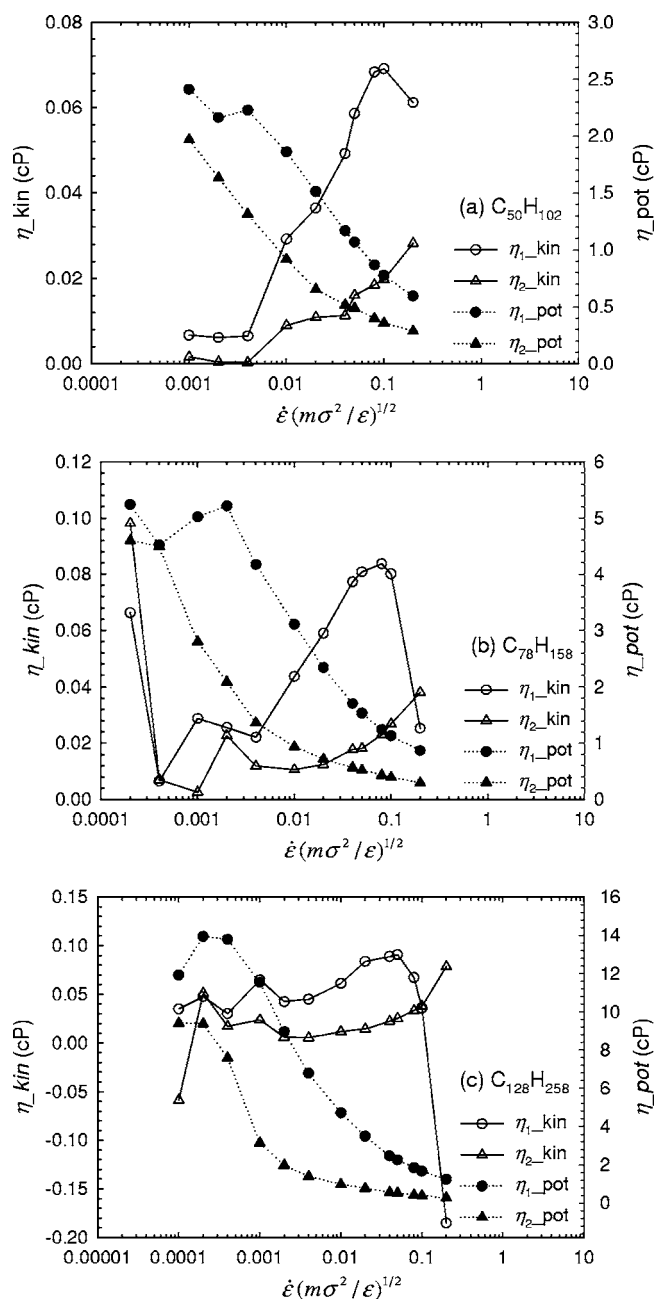 0.08
0.06
0.04
0.02
0.00
η_kin (cP)
3.0
2.5
2.0
1.5
1.0
0.5
0.0
η_pot (cP)
(a) C50H102
η1_kin
η2_kin
η1_pot
η2_pot
0.0001 0.001 0.01 0.1 1 10
ε̇(mσ²/ε)^1/2
0.12
0.10
0.08
0.06
0.04
0.02
0.00
η_kin (cP)
6
5
4
3
2
1
0
η_pot (cP)
(b) C78H158
η1_kin
η2_kin
η1_pot
η2_pot
0.0001 0.001 0.01 0.1 1 10
ε̇(mσ²/ε)^1/2
0.15
0.10
0.05
0.00
-0.05
-0.10
-0.15
-0.20
η_kin (cP)
16
14
12
10
8
6
4
2
0
η_pot (cP)
(c) C128H258
η1_kin
η2_kin
η1_pot
η2_pot
0.00001 0.0001 0.001 0.01 0.1 1 10
ε̇(mσ²/ε)^1/2